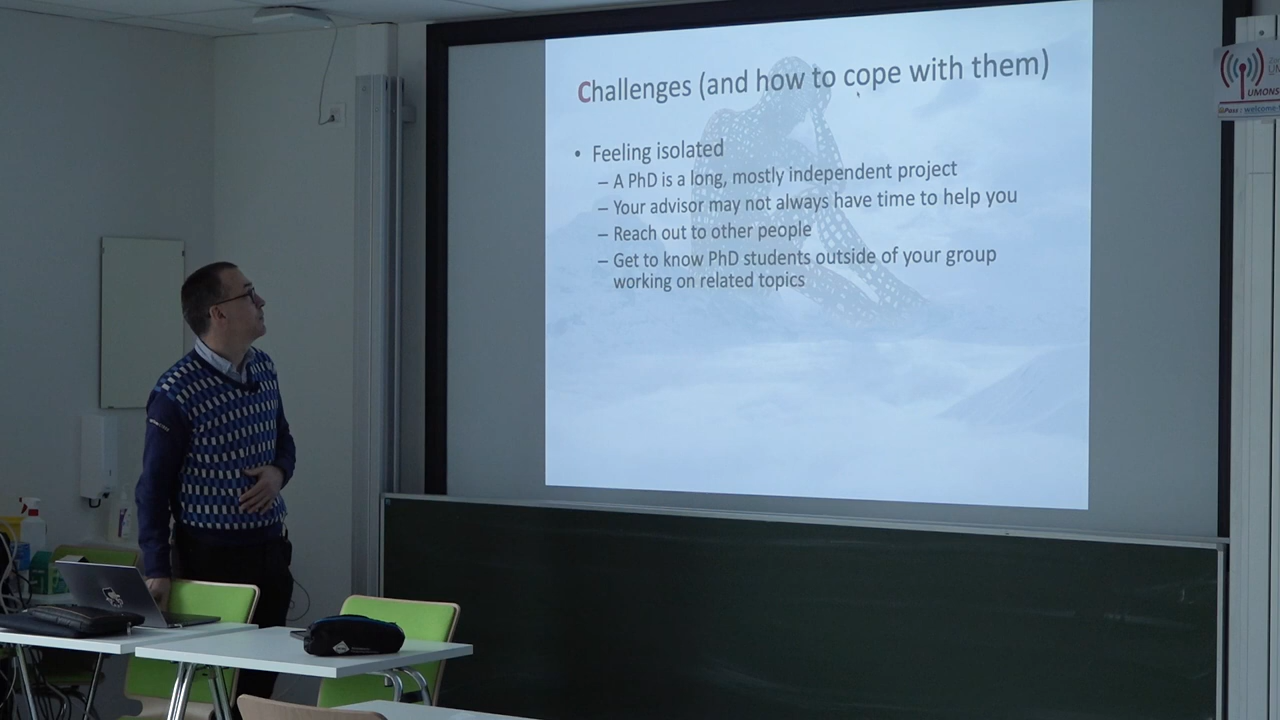 Challenges (and how to cope with them)
• Feeling isolated
– A PhD is a long, mostly independent project
– Your advisor may not always have time to help you
– Reach out to other people
– Get to know PhD students outside of your group
working on related topics
UMONS